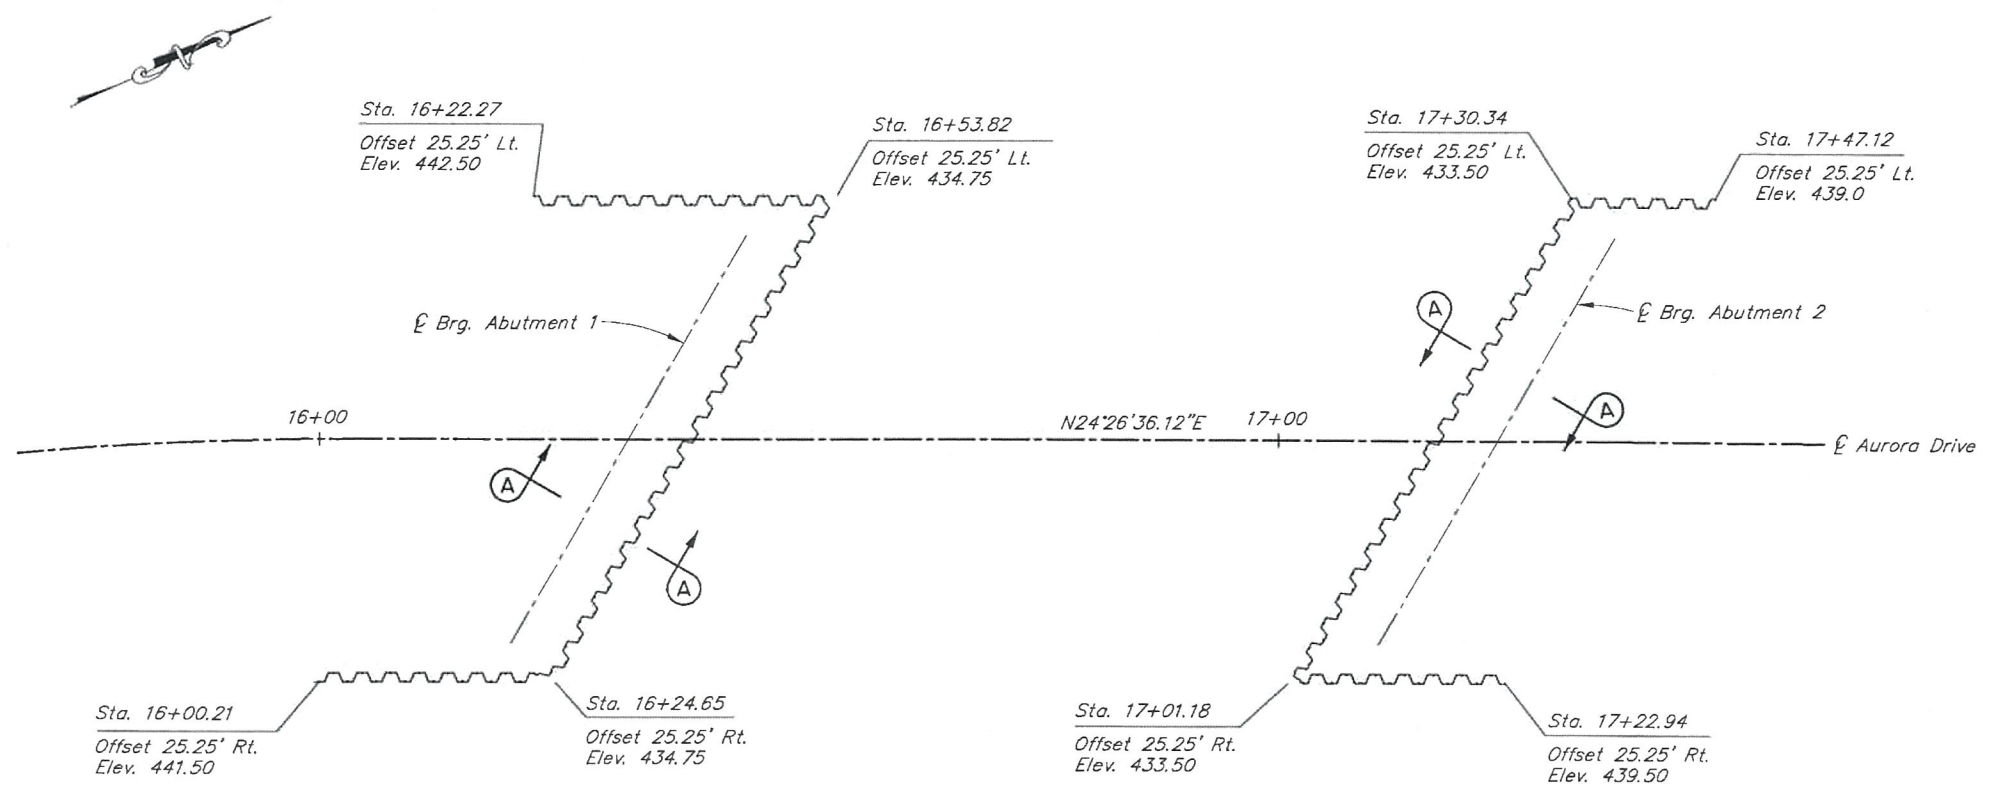 Sta. 16+22.27
Offset 25.25' Lt.
Elev. 442.50
Sta. 16+53.82
Offset 25.25' Lt.
Elev. 434.75
Sta. 17+30.34
Offset 25.25' Lt.
Elev. 433.50
Sta. 17+47.12
Offset 25.25' Lt.
Elev. 439.0
℄ Brg. Abutment 1
A
℄ Brg. Abutment 2
A
16+00
N24°26'36.12"E
17+00
℄ Aurora Drive
A
A
Sta. 16+00.21
Offset 25.25' Rt.
Elev. 441.50
Sta. 16+24.65
Offset 25.25' Rt.
Elev. 434.75
Sta. 17+01.18
Offset 25.25' Rt.
Elev. 433.50
Sta. 17+22.94
Offset 25.25' Rt.
Elev. 439.50